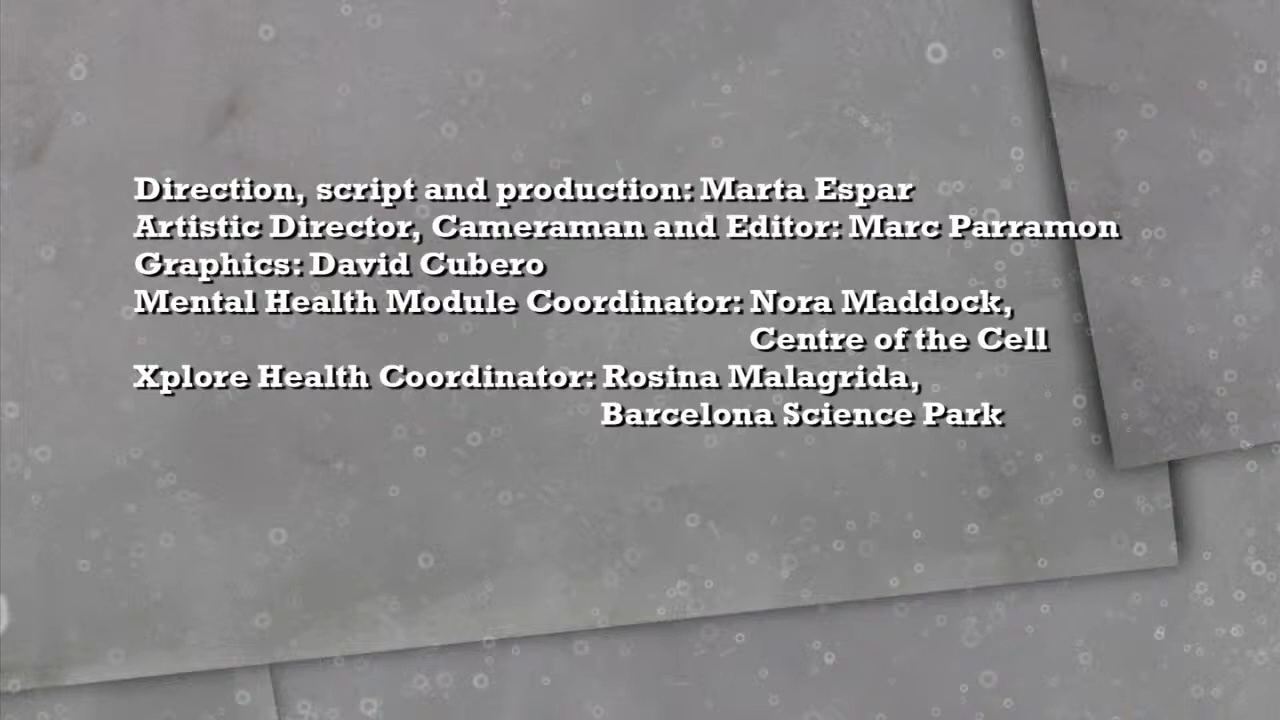 Direction, script and production: Marta Espar
Artistic Director, Cameraman and Editor: Marc Parramon
Graphics: David Cubero
Mental Health Module Coordinator: Nora Maddock,
Centre of the Cell
Xplore Health Coordinator: Rosina Malagrida,
Barcelona Science Park